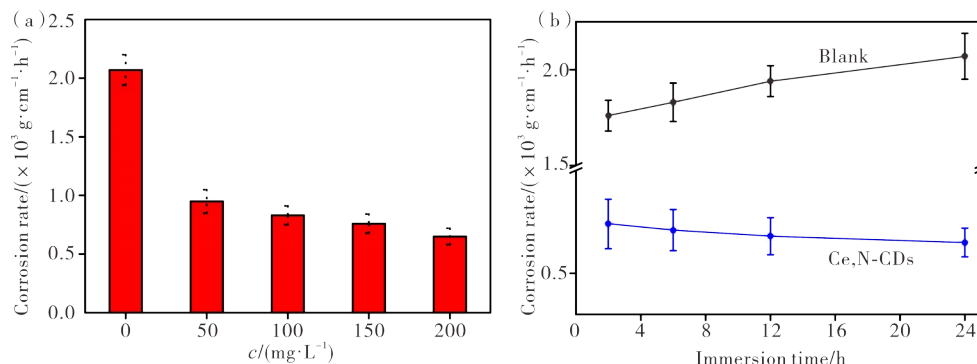 (a)
Corrosion rate/(×10³ g·cm⁻¹·h⁻¹)
2.5
2.0
1.5
1.0
0.5
0.0
0 50 100 150 200
c/(mg·L⁻¹)
(b)
Corrosion rate/(×10³ g·cm⁻¹·h⁻¹)
2.0
1.5
0.5
Blank
Ce,N-CDs
0 4 8 12 16 20 24
Immersion time/h